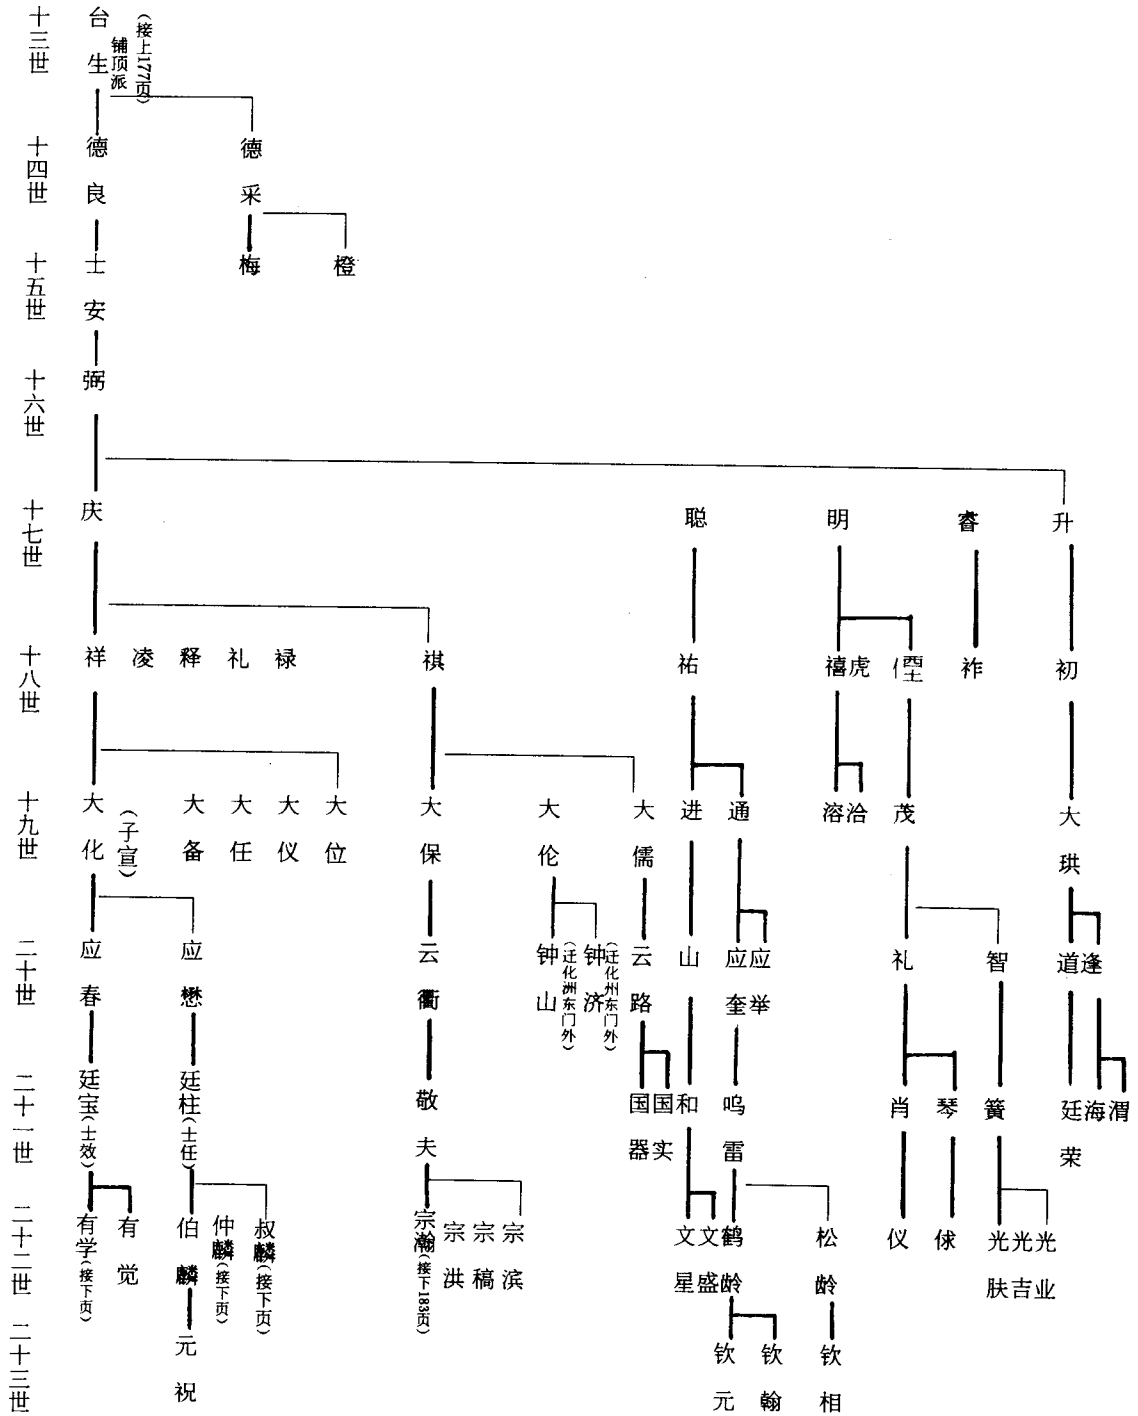 十三世 台生 铺顶派 (接上177页)
十四世 德良 德采
十五世 士安 梅 橙
十六世 弼
十七世 庆 聪 明 睿 升
十八世 祥 凌 释 礼 禄 祺 祐 禧 虎 祚 初
十九世 大化(子宣) 大备 大任 大仪 大位 大保 大伦 大儒 进 通 溶 洽 茂 大珙
二十世 应春 应懋 云衢 钟山(迁化洲东门外) 钟济(迁化州东门外) 云路 山 应奎 应举 礼 智 道 逢
二十一世 廷宝(士效) 廷柱(士任) 敬夫 国器 国实 和 鸣雷 肖 琴 簧 廷荣 海 渭
二十二世 有学(接下页) 有觉 伯麟 仲麟(接下页) 叔麟(接下页) 宗瀚(接下183页) 宗洪 宗稿 宗滨 文星 文盛 鹤龄 松龄 仪 俅 光肤 光吉 光业
二十三世 元祝 钦元 钦翰 钦相